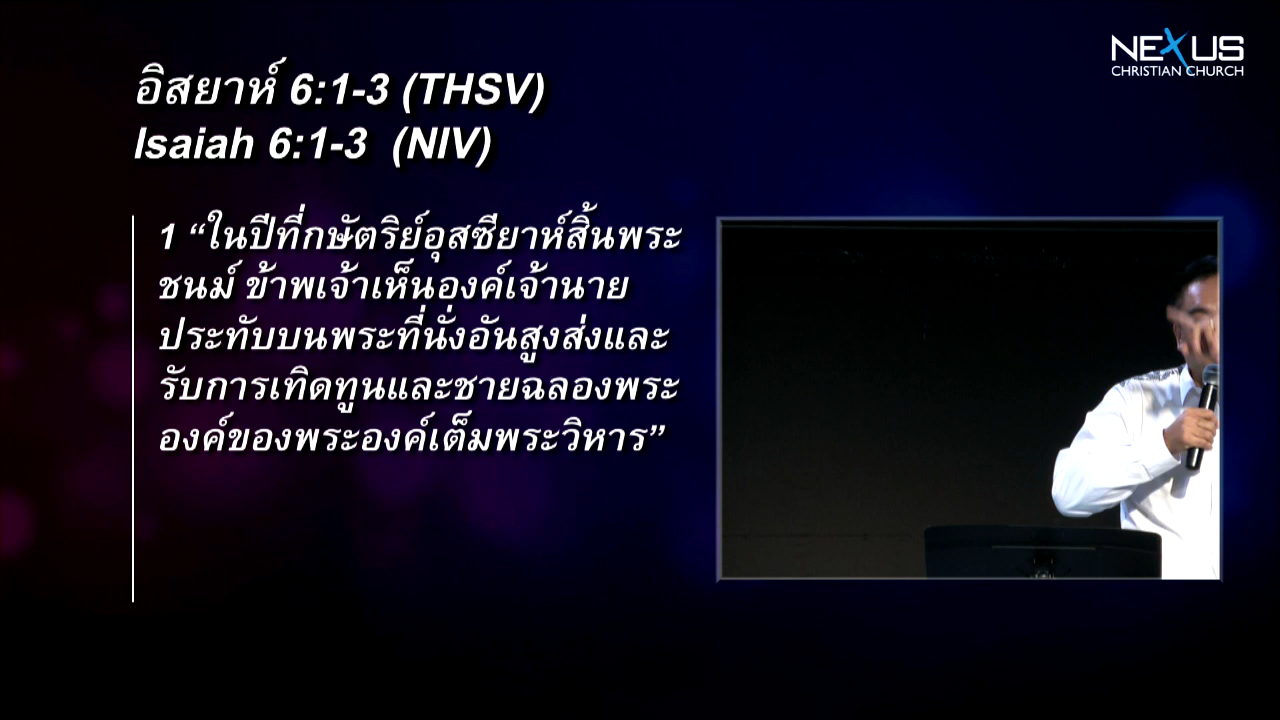 NEXUS
CHRISTIAN CHURCH
อิสยาห์ 6:1-3 (THSV)
Isaiah 6:1-3 (NIV)
1 “ในปีที่กษัตริย์อุสซียาห์สิ้นพระ
ชนม์ ข้าพเจ้าเห็นองค์เจ้านาย
ประทับบนพระที่นั่งอันสูงส่งและ
รับการเทิดทูนและชายฉลองพระ
องค์ของพระองค์เต็มพระวิหาร”